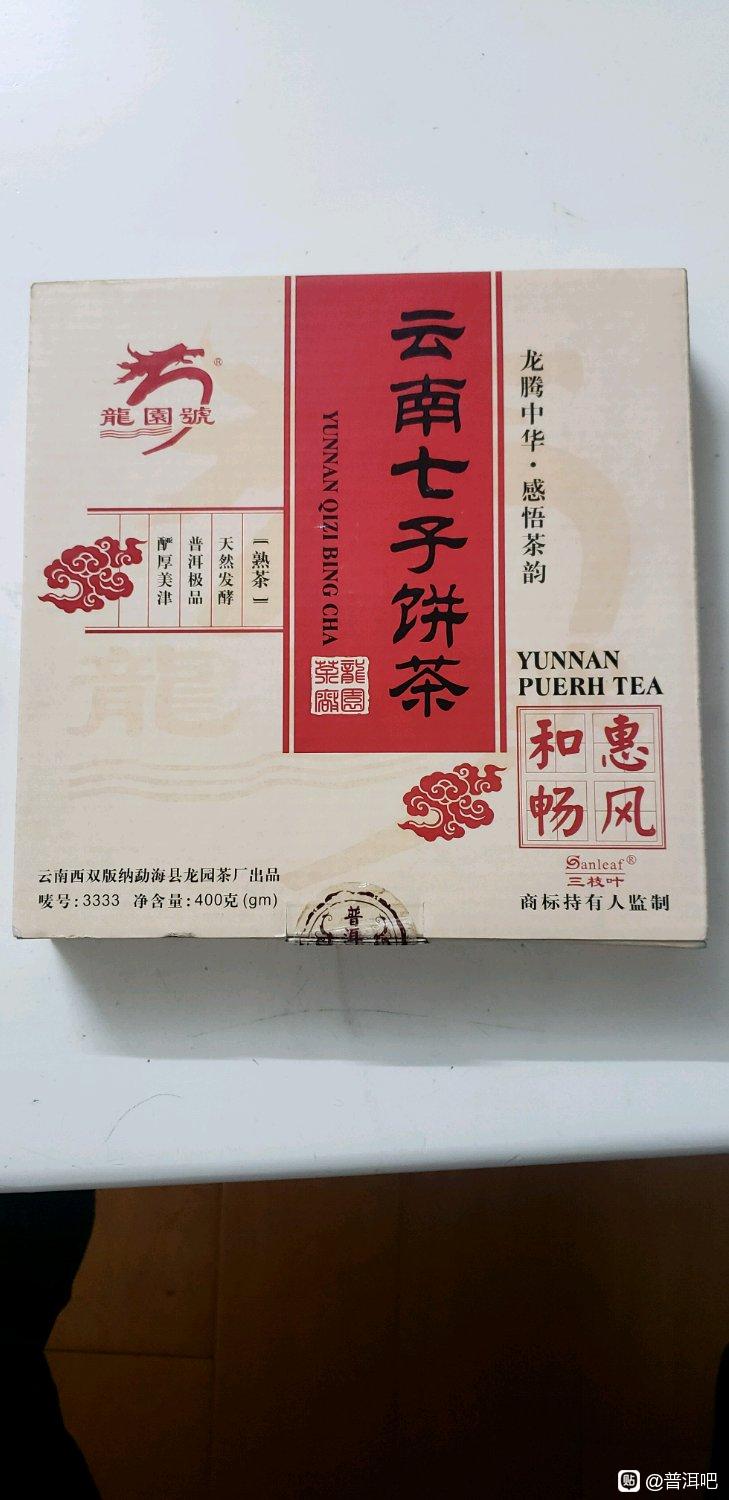 龍園號®
云南七子饼茶
YUNNAN QIZI BING CHA
龍園茶號
龙腾中华·感悟茶韵
【熟茶】
天然发酵
普洱极品
酽厚美津
YUNNAN
PUERH TEA
惠风和畅
Sanleaf®
三枝叶
商标持有人监制
云南西双版纳勐海县龙园茶厂出品
唛号:3333 净含量:400克(gm)
普洱
贴 @普洱吧